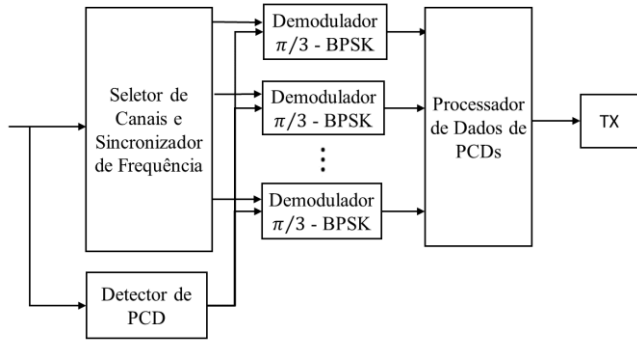 Seletor de
Canais e
Sincronizador
de Frequência
Detector de
PCD
Demodulador
π/3 - BPSK
Demodulador
π/3 - BPSK
Demodulador
π/3 - BPSK
Processador
de Dados de
PCDs
TX